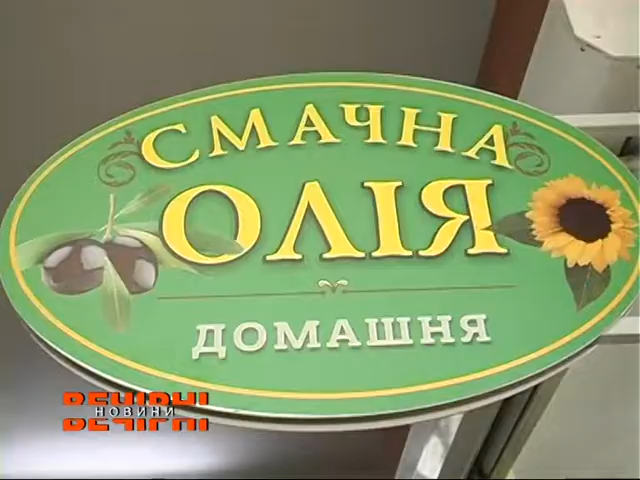 СМАЧНА
ОЛІЯ
ДОМАШНЯ
ВЕЧІРНІ
НОВИНИ